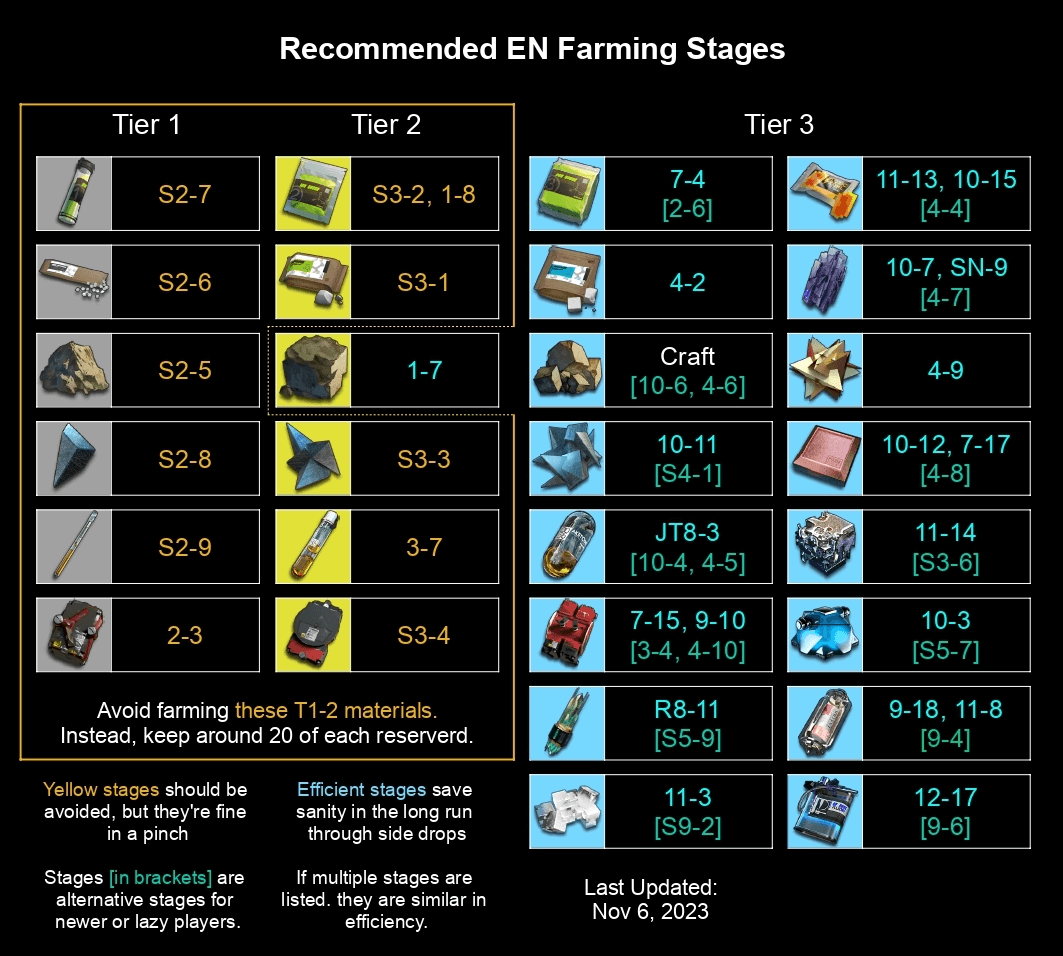 Recommended EN Farming Stages
Tier 1
Tier 2
Tier 3
S2-7
S3-2, 1-8
7-4
[2-6]
11-13, 10-15
[4-4]
S2-6
S3-1
4-2
10-7, SN-9
[4-7]
S2-5
1-7
Craft
[10-6, 4-6]
4-9
S2-8
S3-3
10-11
[S4-1]
10-12, 7-17
[4-8]
S2-9
3-7
JT8-3
[10-4, 4-5]
11-14
[S3-6]
2-3
S3-4
7-15, 9-10
[3-4, 4-10]
10-3
[S5-7]
R8-11
[S5-9]
9-18, 11-8
[9-4]
11-3
[S9-2]
12-17
[9-6]
Avoid farming these T1-2 materials.
Instead, keep around 20 of each reserverd.
Yellow stages should be
avoided, but they're fine
in a pinch
Efficient stages save
sanity in the long run
through side drops
Stages [in brackets] are
alternative stages for
newer or lazy players.
If multiple stages are
listed. they are similar in
efficiency.
Last Updated:
Nov 6, 2023